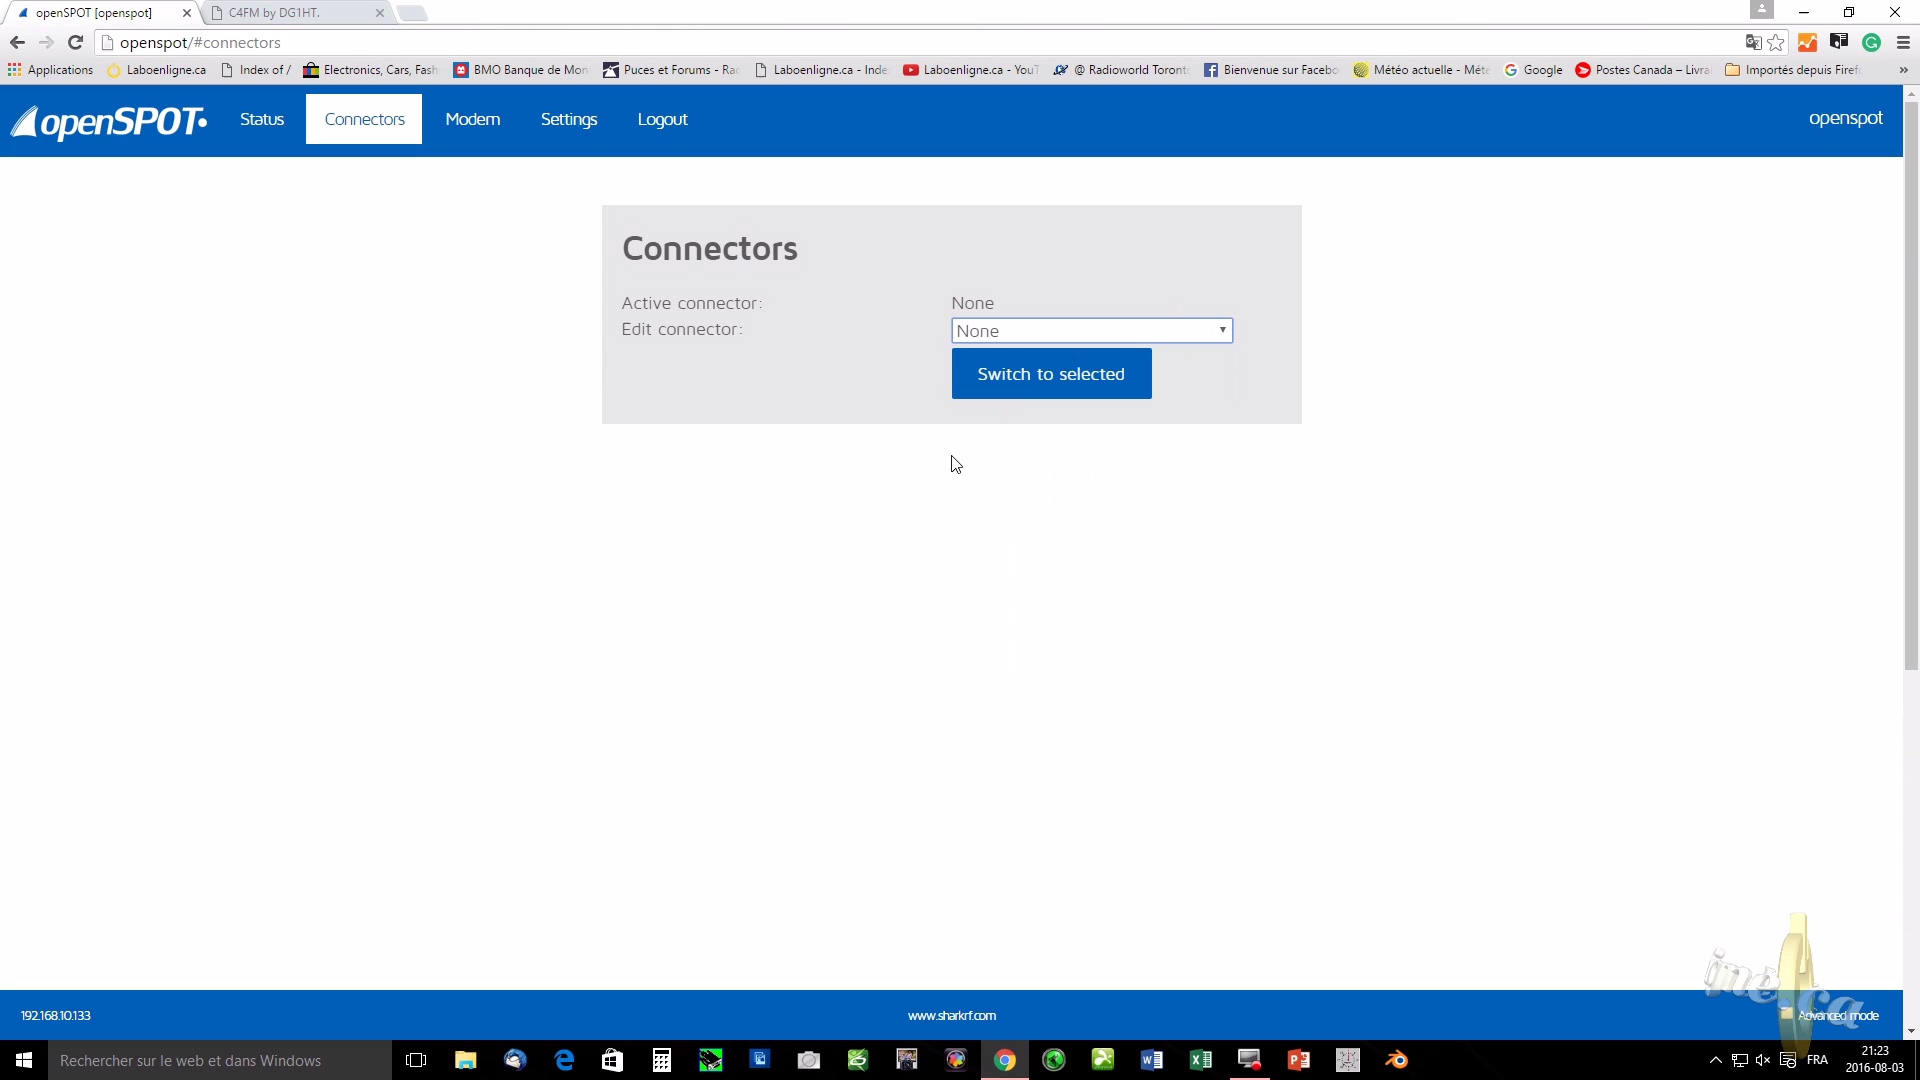 openSPOT [openspot]
C4FM by DG1HT.
openspot/#connectors
Applications
Laboenligne.ca
Index of /
Electronics, Cars, Fash
BMO Banque de Mon
Puces et Forums - Ra
Laboenligne.ca - Inde
Laboenligne.ca - YouT
@ Radioworld Toront
Bienvenue sur Facebo
Météo actuelle - Mété
Google
Postes Canada – Livra
Importés depuis Firef
»
openSPOT
Status
Connectors
Modem
Settings
Logout
openspot
Connectors
Active connector: None
Edit connector: None
Switch to selected
192.168.10.133
www.sharkrf.com
Advanced mode
Rechercher sur le web et dans Windows
FRA
21:23
2016-08-03